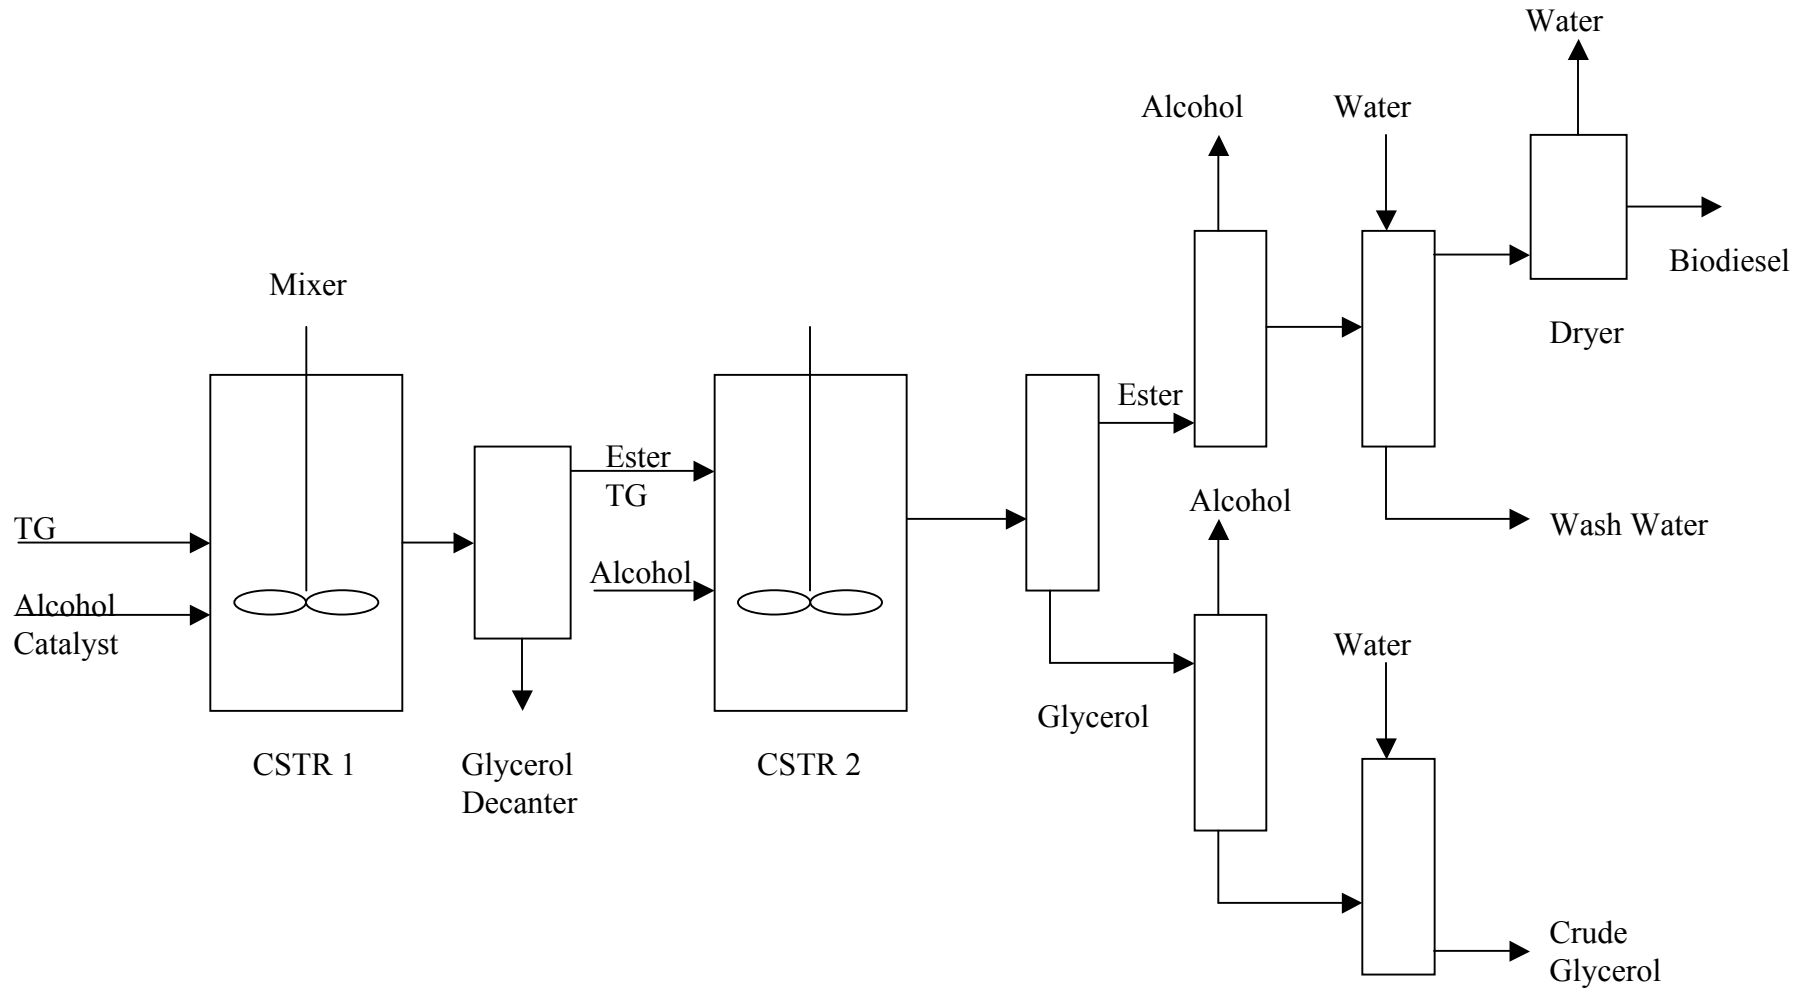 Water
Alcohol
Water
Biodiesel
Mixer
Dryer
Ester
Ester
TG
Alcohol
TG
Wash Water
Alcohol
Alcohol
Catalyst
Water
Glycerol
CSTR 1
Glycerol
Decanter
CSTR 2
Crude
Glycerol